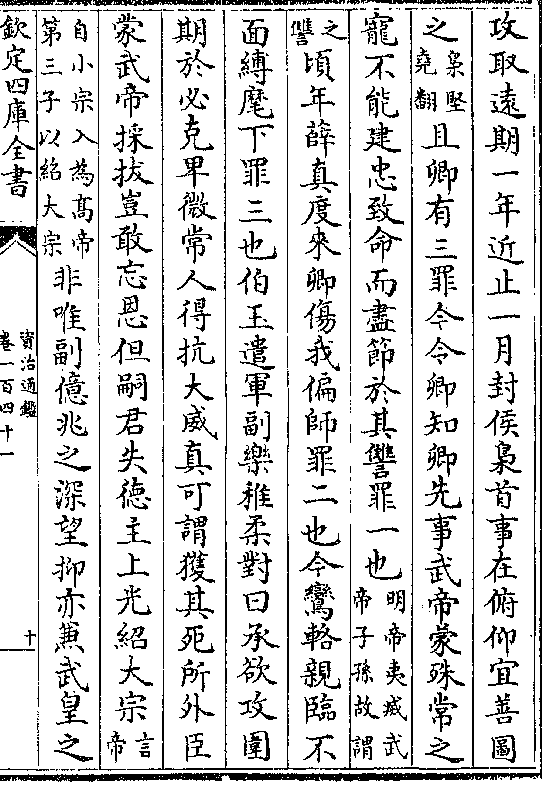 攻取遠期一年近止一月封侯梟首事在俯仰宜善圖
之梟堅堯翻且卿有三罪今令卿知卿先事武帝蒙殊常之
寵不能建忠致命而盡節於其讐罪一也明帝夷滅武帝子孫故謂
之讐頃年薛真度來卿傷我偏師罪二也今鸞輅親臨不
面縛麾下罪三也伯玉遣軍副樂稚柔對曰承欲攻圍
期於必克卑微常人得抗大威真可謂獲其死所外臣
蒙武帝採拔豈敢忘恩但嗣君失德主上光紹大宗言帝
自小宗入為髙帝第三子以紹大宗非唯副億兆之深望抑亦兼武皇之
欽定四庫全書
資治通鑑
卷一百四十一
十